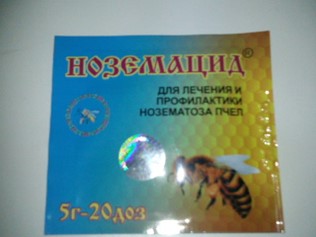 НОЗЕМАЦИД®
ДЛЯ ЛЕЧЕНИЯ И
ПРОФИЛАКТИКИ
НОЗЕМАТОЗА ПЧЕЛ
5г-20доз